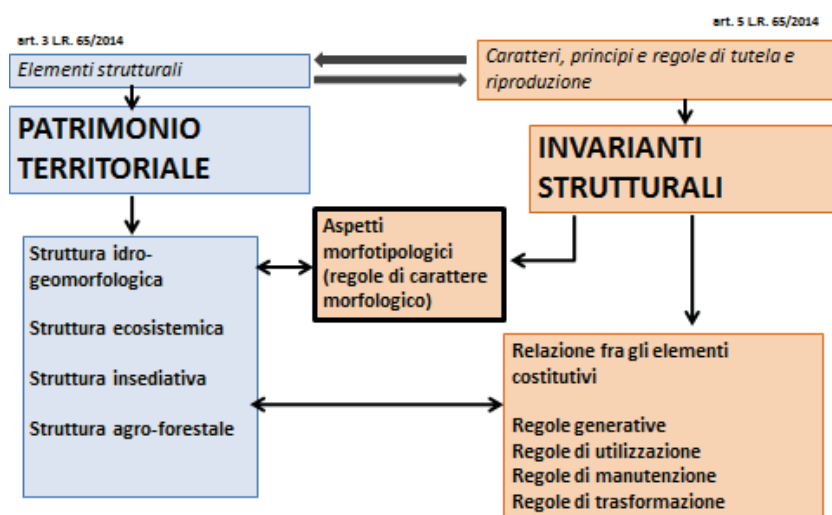 art. 3 L.R. 65/2014
art. 5 L.R. 65/2014
Elementi strutturali
Caratteri, principi e regole di tutela e
riproduzione
PATRIMONIO
TERRITORIALE
INVARIANTI
STRUTTURALI
Struttura idro-
geomorfologica
Struttura ecosistemica
Struttura insediativa
Struttura agro-forestale
Aspetti
morfotipologici
(regole di carattere
morfologico)
Relazione fra gli elementi
costitutivi
Regole generative
Regole di utilizzazione
Regole di manutenzione
Regole di trasformazione